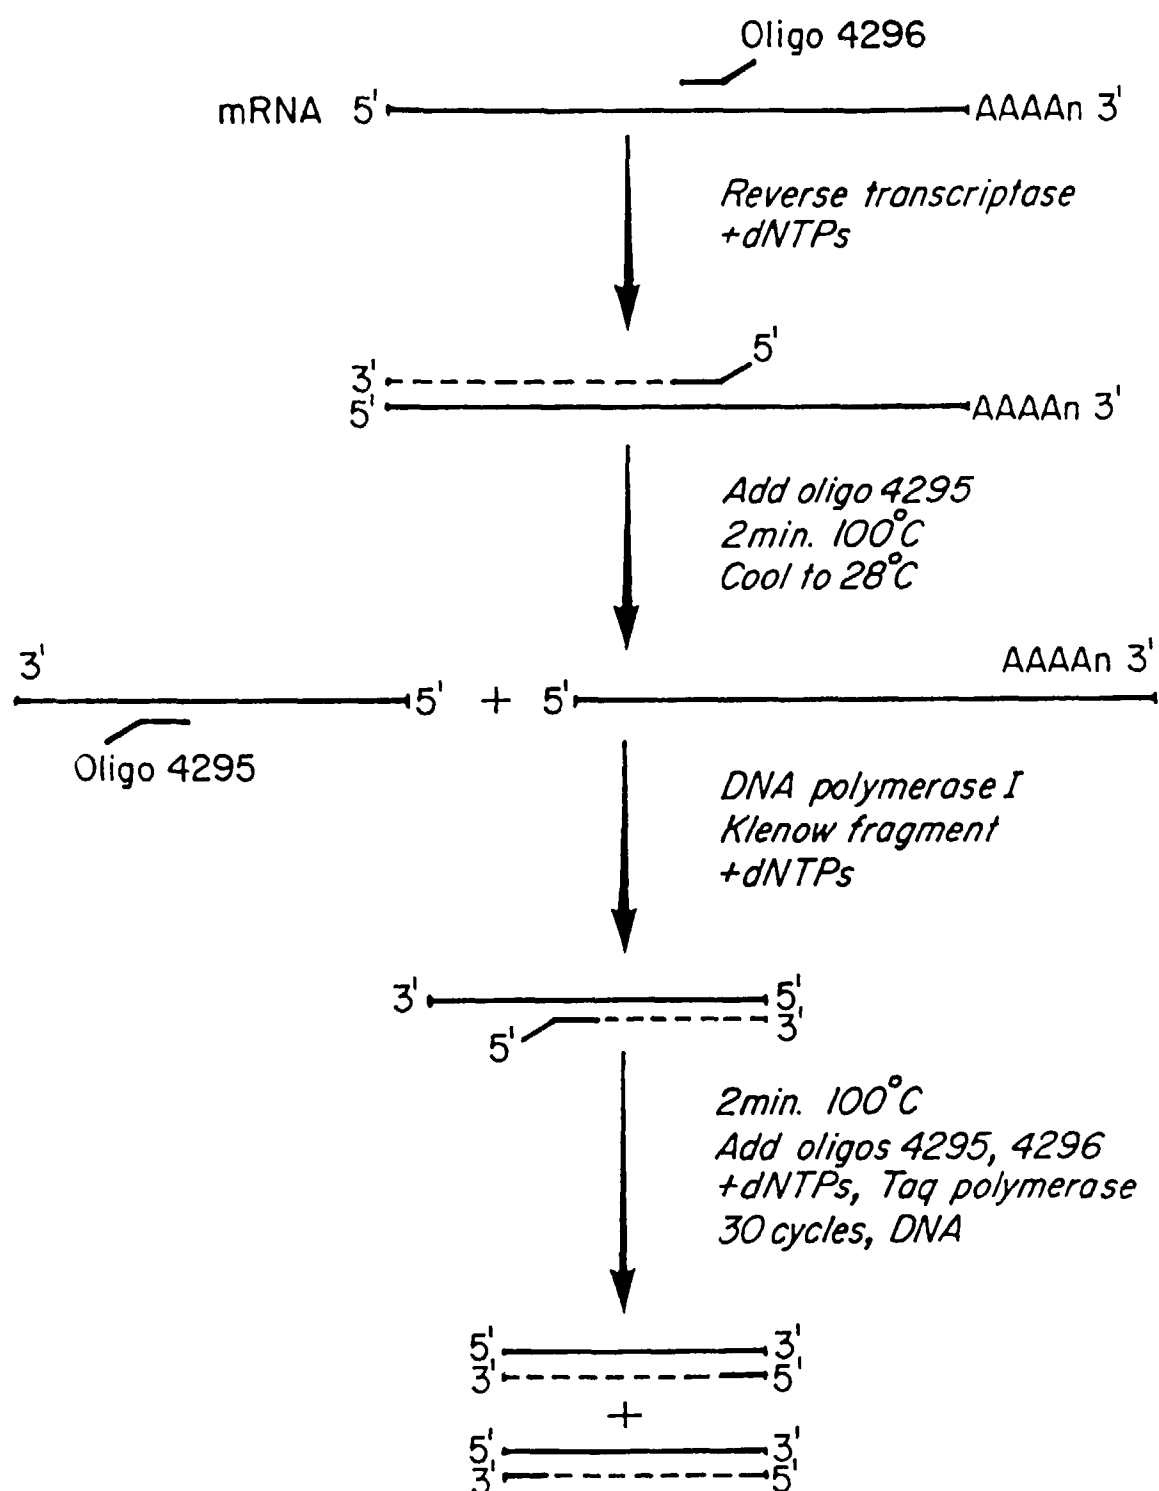 Oligo 4296
mRNA 5' AAAAn 3'
Reverse transcriptase
+dNTPs
5'
3'
5' AAAAn 3'
Add oligo 4295
2min. 100°C
Cool to 28°C
3' AAAAn 3'
5' + 5'
Oligo 4295
DNA polymerase I
Klenow fragment
+dNTPs
3' 5'
5' 3'
2min. 100°C
Add oligos 4295, 4296
+dNTPs, Taq polymerase
30 cycles, DNA
5' 3'
3' 5'
+
5' 3'
3' 5'